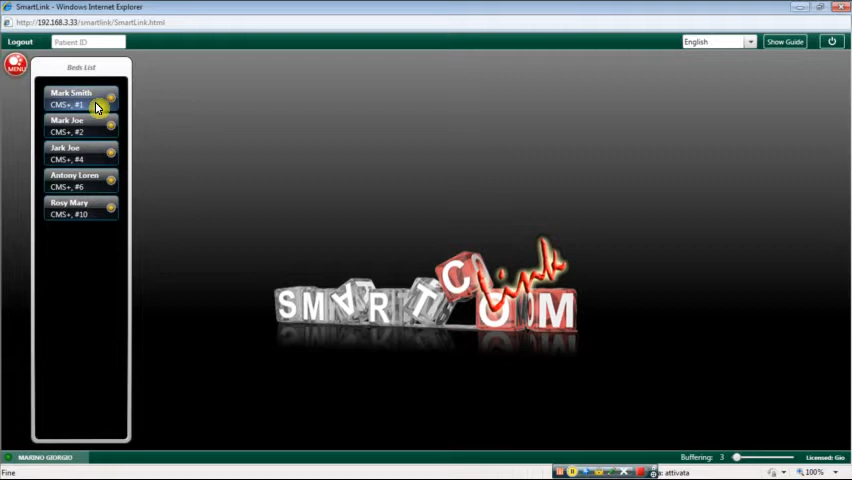 SmartLink - Windows Internet Explorer
http://192.168.3.33/smartlink/SmartLink.html
Logout Patient ID English Show Guide
MENU
Beds List
Mark Smith
CMS+, #1
Mark Joe
CMS+, #2
Jark Joe
CMS+, #4
Antony Loren
CMS+, #6
Rosy Mary
CMS+, #10
SMARTCOM
Link
MARINO GIORGIO Buffering: 3 Licensed: Gio
Fine attivata 100%